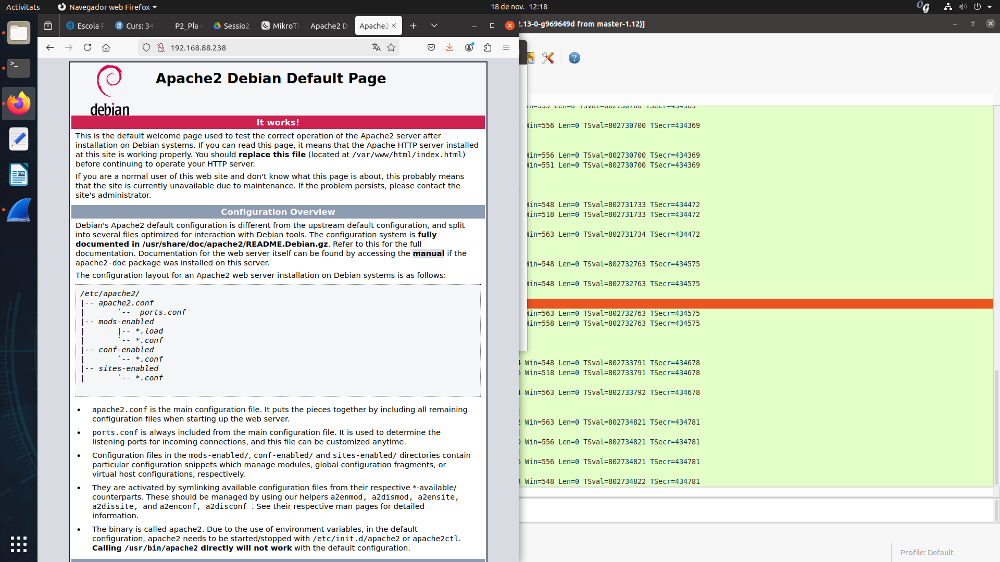 Activitats
Navegador web Firefox
18 de nov. 12:18
Escola
Curs: 34
P2_Pla
Sessio2
MikroTi
Apache2 D
Apache2
2.13-0-g969649d from master-1.12)]
192.168.88.238
debian
Apache2 Debian Default Page
It works!
This is the default welcome page used to test the correct operation of the Apache2 server after
installation on Debian systems. If you can read this page, it means that the Apache HTTP server installed
at this site is working properly. You should replace this file (located at /var/www/html/index.html)
before continuing to operate your HTTP server.
If you are a normal user of this web site and don't know what this page is about, this probably means
that the site is currently unavailable due to maintenance. If the problem persists, please contact the
site's administrator.
Configuration Overview
Debian's Apache2 default configuration is different from the upstream default configuration, and split
into several files optimized for interaction with Debian tools. The configuration system is fully
documented in /usr/share/doc/apache2/README.Debian.gz. Refer to this for the full
documentation. Documentation for the web server itself can be found by accessing the manual if the
apache2-doc package was installed on this server.
The configuration layout for an Apache2 web server installation on Debian systems is as follows:
/etc/apache2/
|-- apache2.conf
|       `--  ports.conf
|-- mods-enabled
|       |-- *.load
|       `-- *.conf
|-- conf-enabled
|       `-- *.conf
|-- sites-enabled
|       `-- *.conf
• apache2.conf is the main configuration file. It puts the pieces together by including all remaining
configuration files when starting up the web server.
• ports.conf is always included from the main configuration file. It is used to determine the
listening ports for incoming connections, and this file can be customized anytime.
• Configuration files in the mods-enabled/, conf-enabled/ and sites-enabled/ directories contain
particular configuration snippets which manage modules, global configuration fragments, or
virtual host configurations, respectively.
• They are activated by symlinking available configuration files from their respective *-available/
counterparts. These should be managed by using our helpers a2enmod, a2dismod, a2ensite,
a2dissite, and a2enconf, a2disconf . See their respective man pages for detailed
information.
• The binary is called apache2. Due to the use of environment variables, in the default
configuration, apache2 needs to be started/stopped with /etc/init.d/apache2 or apache2ctl.
Calling /usr/bin/apache2 directly will not work with the default configuration.
Len=0 TSval=802730700 TSecr=434369
Win=556 Len=0 TSval=802730700 TSecr=434369
Win=556 Len=0 TSval=802730700 TSecr=434369
Win=551 Len=0 TSval=802730700 TSecr=434369
Win=548 Len=0 TSval=802731733 TSecr=434472
Win=518 Len=0 TSval=802731733 TSecr=434472
Win=563 Len=0 TSval=802731734 TSecr=434472
Win=548 Len=0 TSval=802732763 TSecr=434575
Win=548 Len=0 TSval=802732763 TSecr=434575
Win=563 Len=0 TSval=802732763 TSecr=434575
Win=558 Len=0 TSval=802732763 TSecr=434575
Win=548 Len=0 TSval=802733791 TSecr=434678
Win=518 Len=0 TSval=802733791 TSecr=434678
Win=563 Len=0 TSval=802733792 TSecr=434678
Win=563 Len=0 TSval=802734821 TSecr=434781
Win=556 Len=0 TSval=802734821 TSecr=434781
Win=556 Len=0 TSval=802734821 TSecr=434781
Win=548 Len=0 TSval=802734822 TSecr=434781
Profile: Default